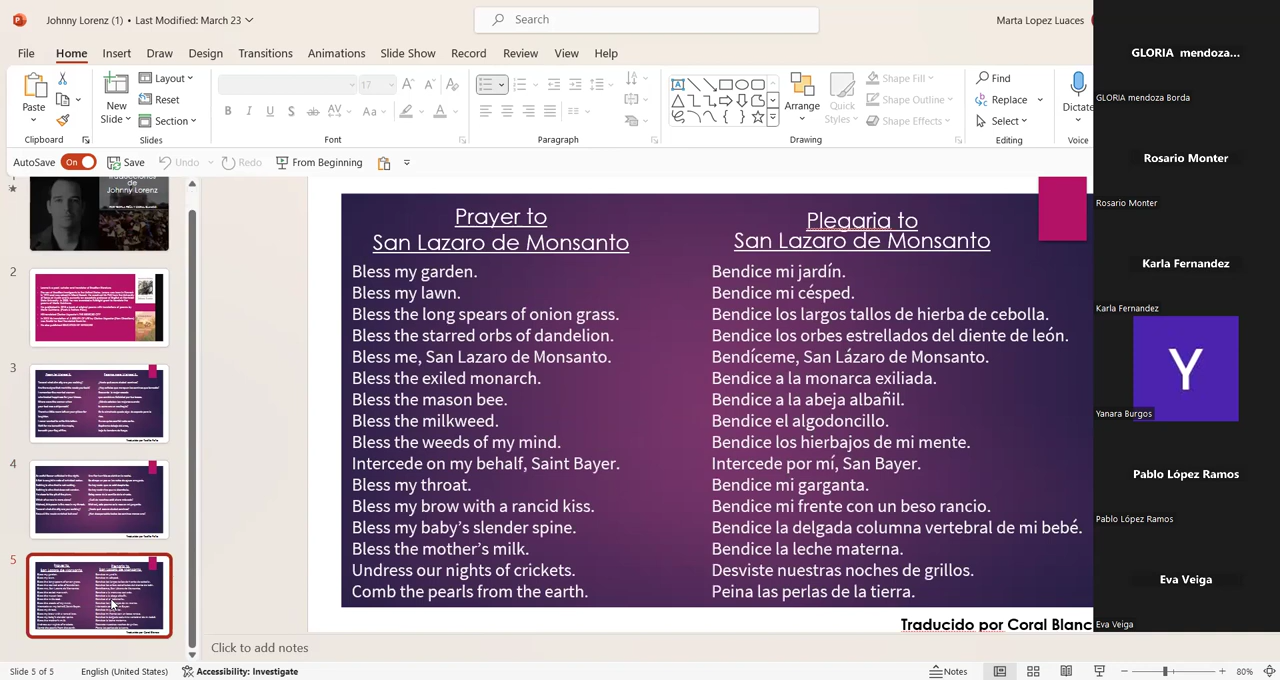 Johnny Lorenz (1) • Last Modified: March 23
Search
Marta Lopez Luaces
File Home Insert Draw Design Transitions Animations Slide Show Record Review View Help
Paste
Clipboard
New Slide
Layout
Reset
Section
Slides
17
Font
Paragraph
Arrange
Quick Styles
Shape Fill
Shape Outline
Shape Effects
Drawing
Find
Replace
Select
Editing
Dictate
Voice
AutoSave On Save Undo Redo From Beginning
de
Johnny Lorenz
2
3
4
5
Prayer to
San Lazaro de Monsanto
Bless my garden.
Bless my lawn.
Bless the long spears of onion grass.
Bless the starred orbs of dandelion.
Bless me, San Lazaro de Monsanto.
Bless the exiled monarch.
Bless the mason bee.
Bless the milkweed.
Bless the weeds of my mind.
Intercede on my behalf, Saint Bayer.
Bless my throat.
Bless my brow with a rancid kiss.
Bless my baby’s slender spine.
Bless the mother’s milk.
Undress our nights of crickets.
Comb the pearls from the earth.
Plegaria to
San Lazaro de Monsanto
Bendice mi jardín.
Bendice mi césped.
Bendice los largos tallos de hierba de cebolla.
Bendice los orbes estrellados del diente de león.
Bendíceme, San Lázaro de Monsanto.
Bendice a la monarca exiliada.
Bendice a la abeja albañil.
Bendice el algodoncillo.
Bendice los hierbajos de mi mente.
Intercede por mí, San Bayer.
Bendice mi garganta.
Bendice mi frente con un beso rancio.
Bendice la delgada columna vertebral de mi bebé.
Bendice la leche materna.
Desviste nuestras noches de grillos.
Peina las perlas de la tierra.
Traducido por Coral Blanc
Click to add notes
Slide 5 of 5 English (United States) Accessibility: Investigate Notes 80%
GLORIA mendoza...
GLORIA mendoza Borda
Rosario Monter
Rosario Monter
Karla Fernandez
Karla Fernandez
Y
Yanara Burgos
Pablo López Ramos
Pablo López Ramos
Eva Veiga
Eva Veiga